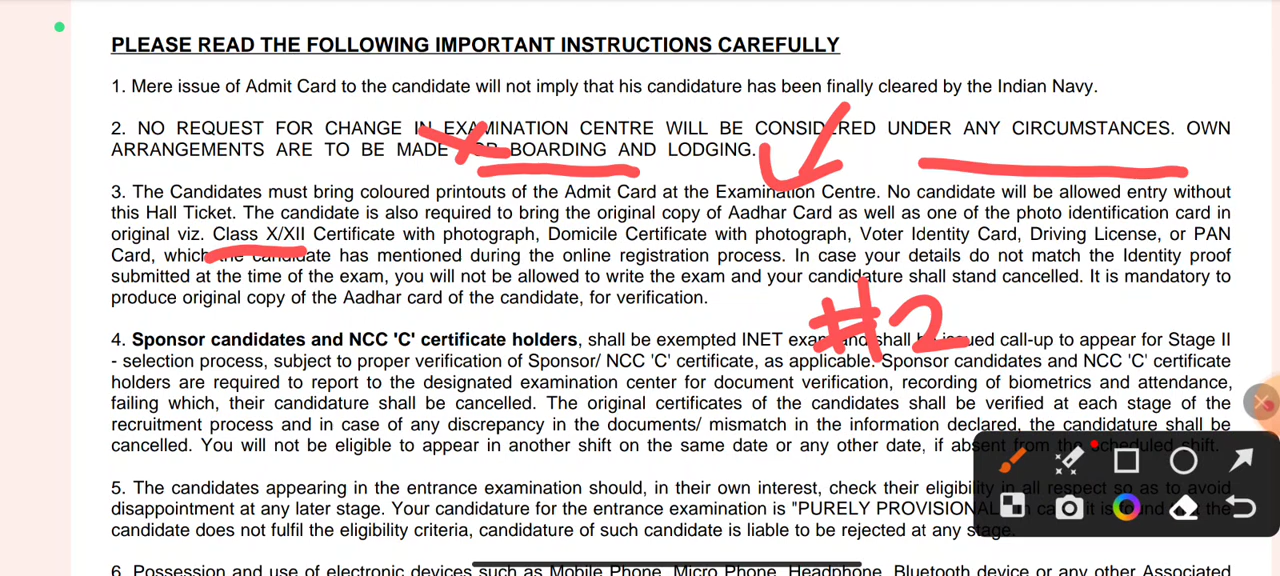 PLEASE READ THE FOLLOWING IMPORTANT INSTRUCTIONS CAREFULLY
1. Mere issue of Admit Card to the candidate will not imply that his candidature has been finally cleared by the Indian Navy.
2. NO REQUEST FOR CHANGE IN EXAMINATION CENTRE WILL BE CONSIDERED UNDER ANY CIRCUMSTANCES. OWN
ARRANGEMENTS ARE TO BE MADE BOARDING AND LODGING.
3. The Candidates must bring coloured printouts of the Admit Card at the Examination Centre. No candidate will be allowed entry without
this Hall Ticket. The candidate is also required to bring the original copy of Aadhar Card as well as one of the photo identification card in
original viz. Class X/XII Certificate with photograph, Domicile Certificate with photograph, Voter Identity Card, Driving License, or PAN
Card, which the candidate has mentioned during the online registration process. In case your details do not match the Identity proof
submitted at the time of the exam, you will not be allowed to write the exam and your candidature shall stand cancelled. It is mandatory to
produce original copy of the Aadhar card of the candidate, for verification.
#2
4. Sponsor candidates and NCC 'C' certificate holders, shall be exempted INET exam and shall be issued call-up to appear for Stage II
- selection process, subject to proper verification of Sponsor/ NCC 'C' certificate, as applicable. Sponsor candidates and NCC 'C' certificate
holders are required to report to the designated examination center for document verification, recording of biometrics and attendance,
failing which, their candidature shall be cancelled. The original certificates of the candidates shall be verified at each stage of the
recruitment process and in case of any discrepancy in the documents/ mismatch in the information declared, the candidature shall be
cancelled. You will not be eligible to appear in another shift on the same date or any other date, if absent from the scheduled shift.
5. The candidates appearing in the entrance examination should, in their own interest, check their eligibility in all respect so as to avoid
disappointment at any later stage. Your candidature for the entrance examination is "PURELY PROVISIONAL it is the
candidate does not fulfil the eligibility criteria, candidature of such candidate is liable to be rejected at any stage.
6. Possession and use of electronic devices such as Mobile Phone, Micro Phone, Headphone, Bluetooth device or any other Associated